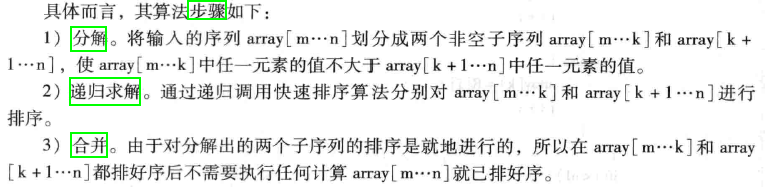 具体而言，其算法步骤如下：
1）分解。将输入的序列 array[ m…n]划分成两个非空子序列 array[ m…k]和 array[ k +
1…n]，使 array[ m…k]中任一元素的值不大于 array[ k + 1…n]中任一元素的值。
2）递归求解。通过递归调用快速排序算法分别对 array[ m…k]和 array[ k + 1…n]进行
排序。
3）合并。由于对分解出的两个子序列的排序是就地进行的，所以在 array[ m…k]和 array
[ k + 1…n]都排好序后不需要执行任何计算 array[ m…n]就已排好序。